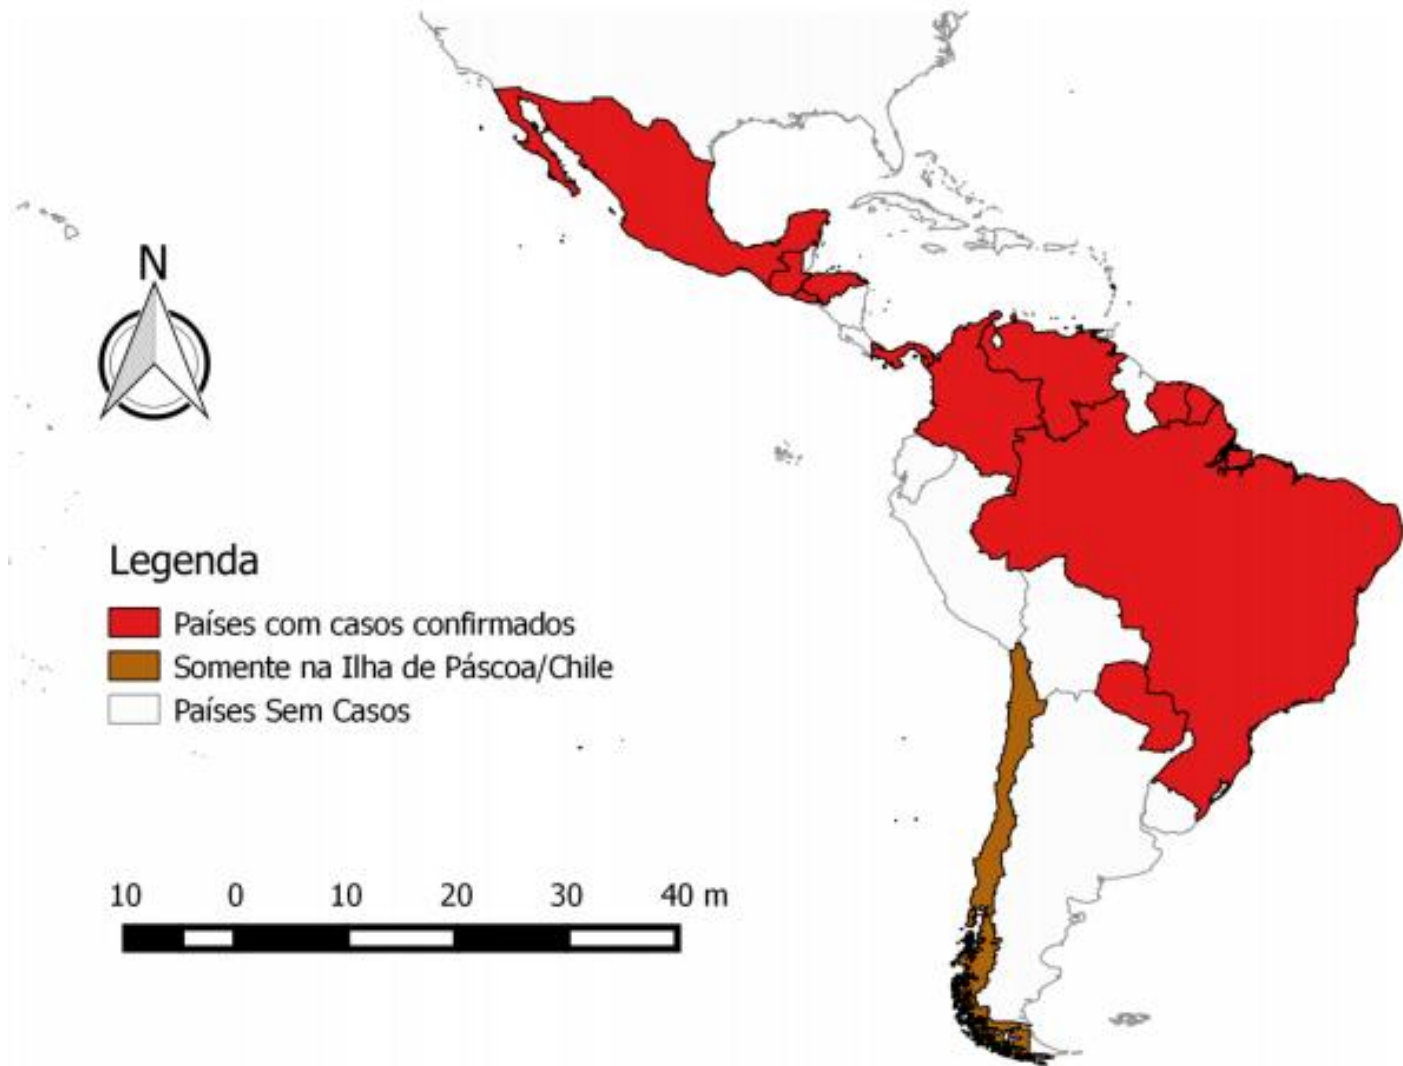 N
Legenda
Países com casos confirmados
Somente na Ilha de Páscoa/Chile
Países Sem Casos
10 0 10 20 30 40 m